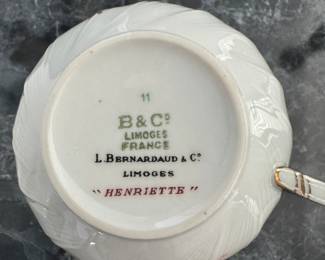 11
B & Co
LIMOGES
FRANCE
L. BERNARDAUD & Co
LIMOGES
"HENRIETTE"